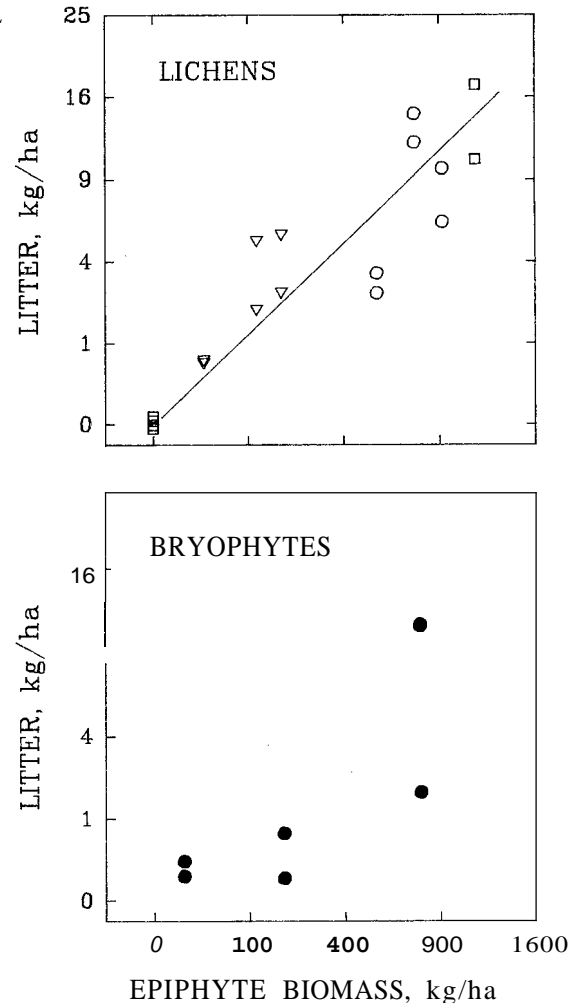 25
LICHENS
16
9
4
1
0
LITTER, kg/ha
BRYOPHYTES
16
4
1
0
LITTER, kg/ha
0 100 400 900 1600
EPIPHYTE BIOMASS, kg/ha